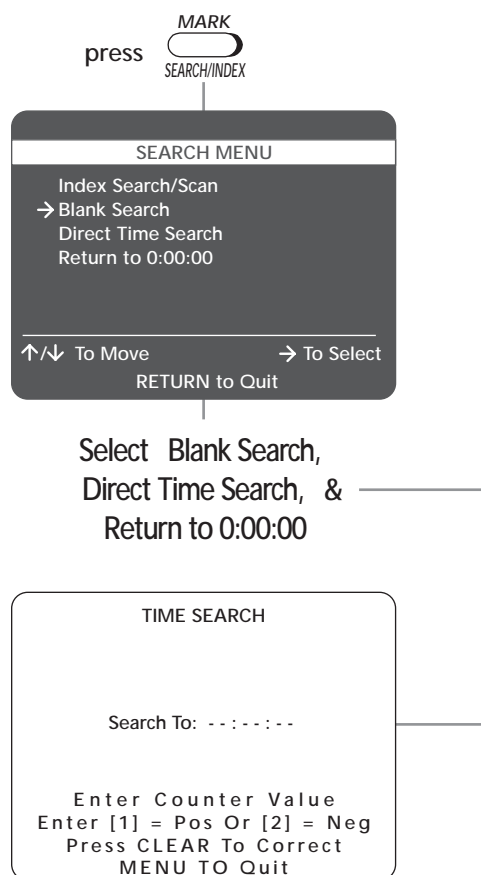 MARK
press
SEARCH/INDEX
SEARCH MENU
Index Search/Scan
→ Blank Search
Direct Time Search
Return to 0:00:00
↑/↓ To Move → To Select
RETURN to Quit
Select Blank Search,
Direct Time Search, &
Return to 0:00:00
TIME SEARCH
Search To: --:--:--
Enter Counter Value
Enter [1] = Pos Or [2] = Neg
Press CLEAR To Correct
MENU TO Quit